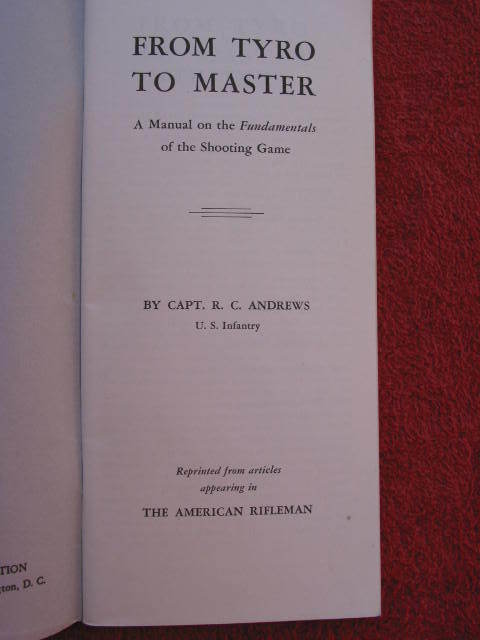 TION
ton, D. C.
FROM TYRO
TO MASTER
A Manual on the Fundamentals
of the Shooting Game
BY CAPT. R. C. ANDREWS
U. S. Infantry
Reprinted from articles
appearing in
THE AMERICAN RIFLEMAN